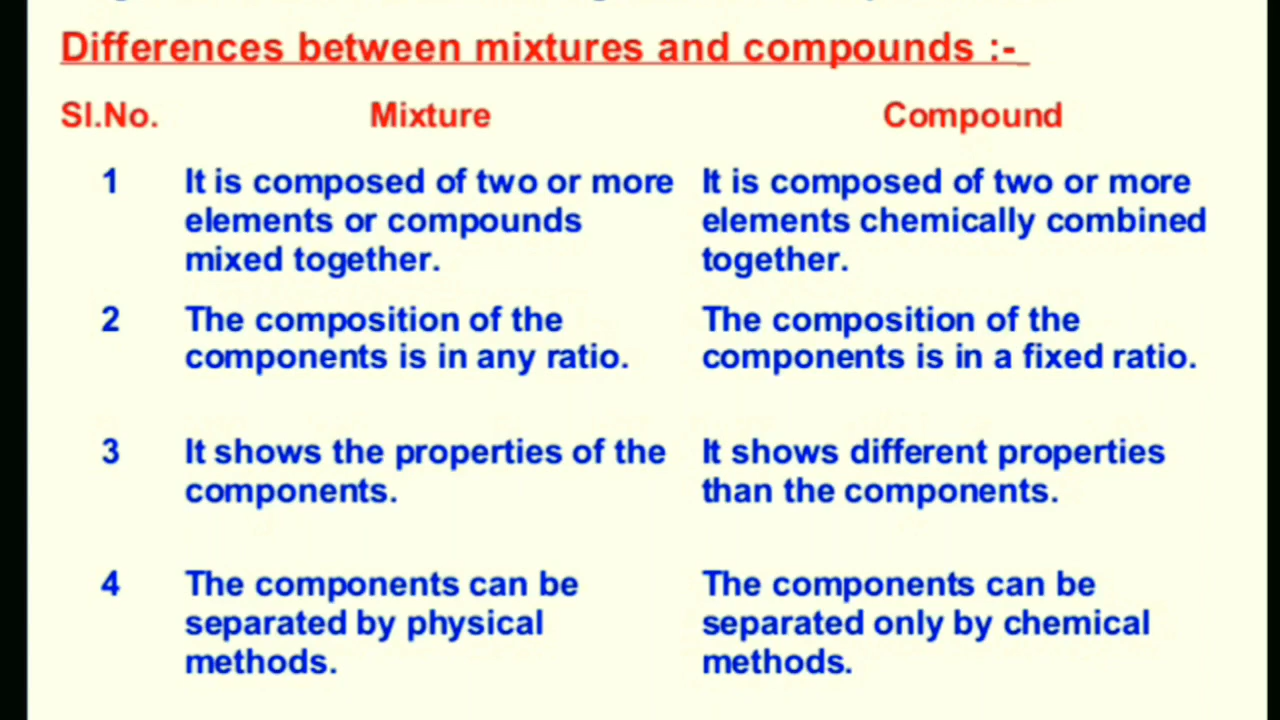 Differences between mixtures and compounds :-
Sl.No. Mixture Compound
1 It is composed of two or more It is composed of two or more
elements or compounds elements chemically combined
mixed together. together.
2 The composition of the The composition of the
components is in any ratio. components is in a fixed ratio.
3 It shows the properties of the It shows different properties
components. than the components.
4 The components can be The components can be
separated by physical separated only by chemical
methods. methods.